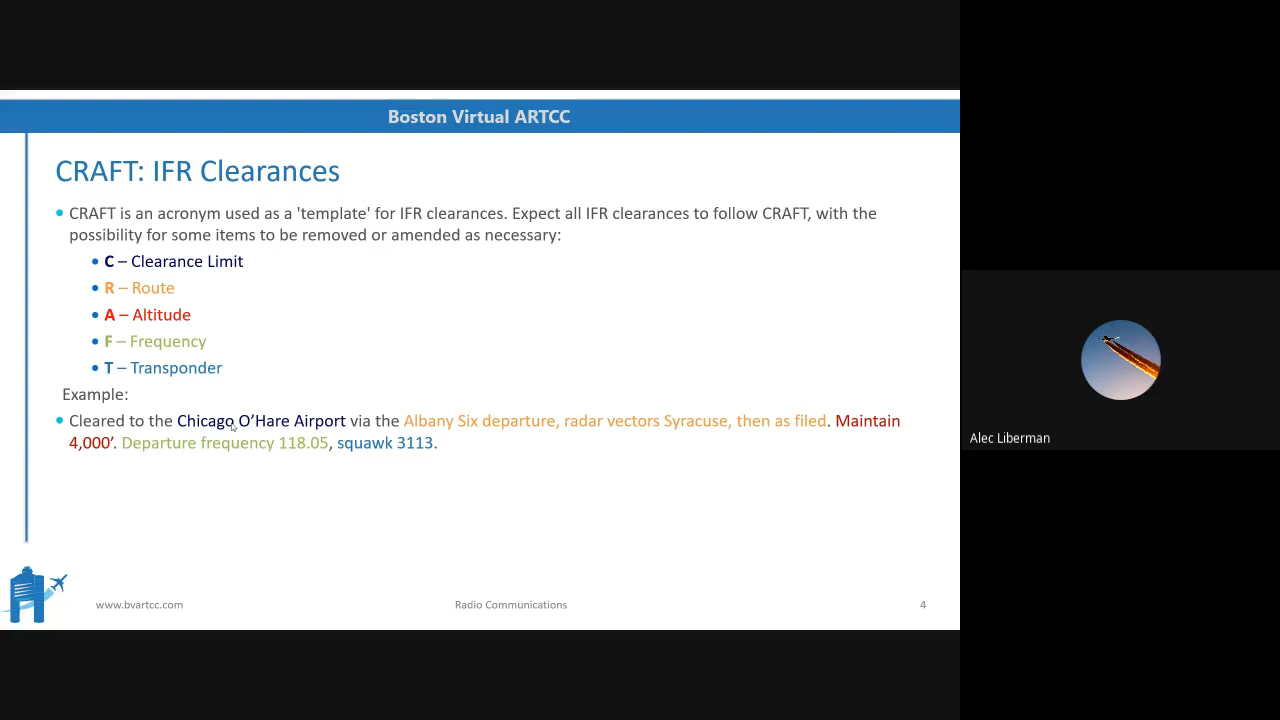 Boston Virtual ARTCC
CRAFT: IFR Clearances
• CRAFT is an acronym used as a 'template' for IFR clearances. Expect all IFR clearances to follow CRAFT, with the
possibility for some items to be removed or amended as necessary:
• C – Clearance Limit
• R – Route
• A – Altitude
• F – Frequency
• T – Transponder
Example:
• Cleared to the Chicago O’Hare Airport via the Albany Six departure, radar vectors Syracuse, then as filed. Maintain
4,000’. Departure frequency 118.05, squawk 3113.
Alec Liberman
www.bvartcc.com
Radio Communications
4